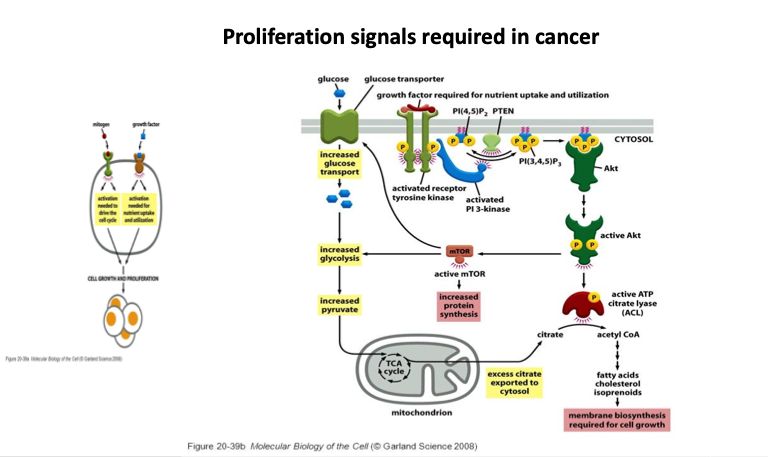 Proliferation signals required in cancer
mitogen
growth factor
activation
needed to
drive the
cell cycle
activation
needed for
nutrient uptake
and utilization
CELL GROWTH AND PROLIFERATION
Figure 20-39a Molecular Biology of the Cell (© Garland Science 2008)
glucose
glucose transporter
growth factor required for nutrient uptake and utilization
PI(4,5)P2 PTEN
CYTOSOL
P
P
P
P
P
P
P
P
P
P
P
PI(3,4,5)P3
Akt
increased
glucose
transport
activated receptor
tyrosine kinase
activated
PI 3-kinase
active Akt
P
P
increased
glycolysis
mTOR
active mTOR
increased
protein
synthesis
increased
pyruvate
P
active ATP
citrate lyase
(ACL)
citrate
acetyl CoA
TCA
cycle
excess citrate
exported to
cytosol
fatty acids
cholesterol
isoprenoids
mitochondrion
membrane biosynthesis
required for cell growth
Figure 20-39b Molecular Biology of the Cell (© Garland Science 2008)